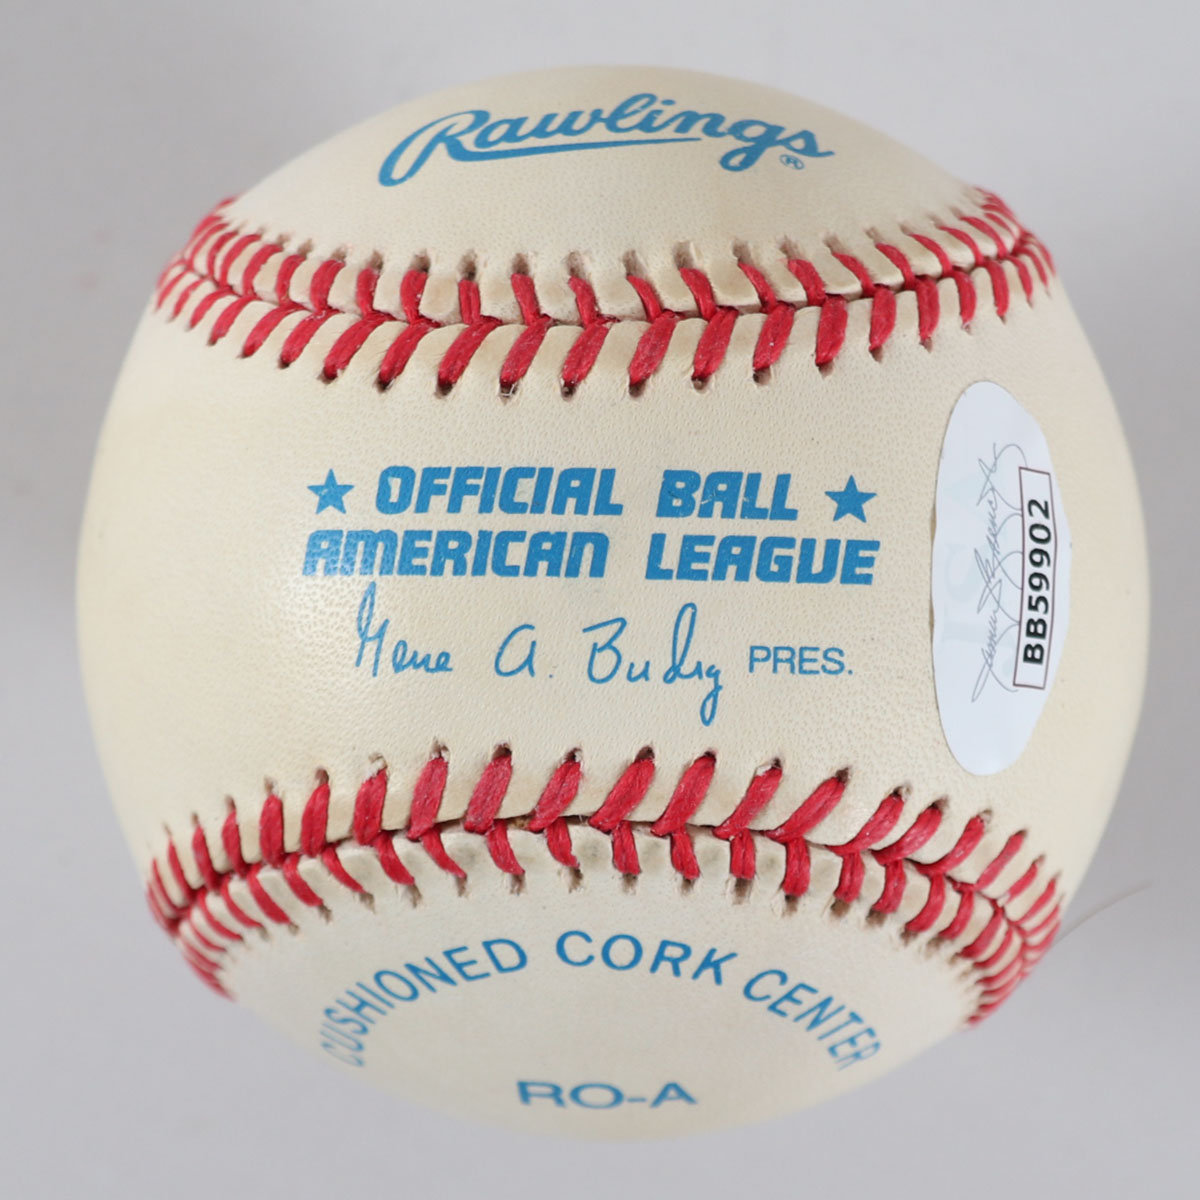 Rawlings®
★ OFFICIAL BALL ★
AMERICAN LEAGUE
Gene A. Budig PRES.
BB59902
CUSHIONED CORK CENTER
RO-A